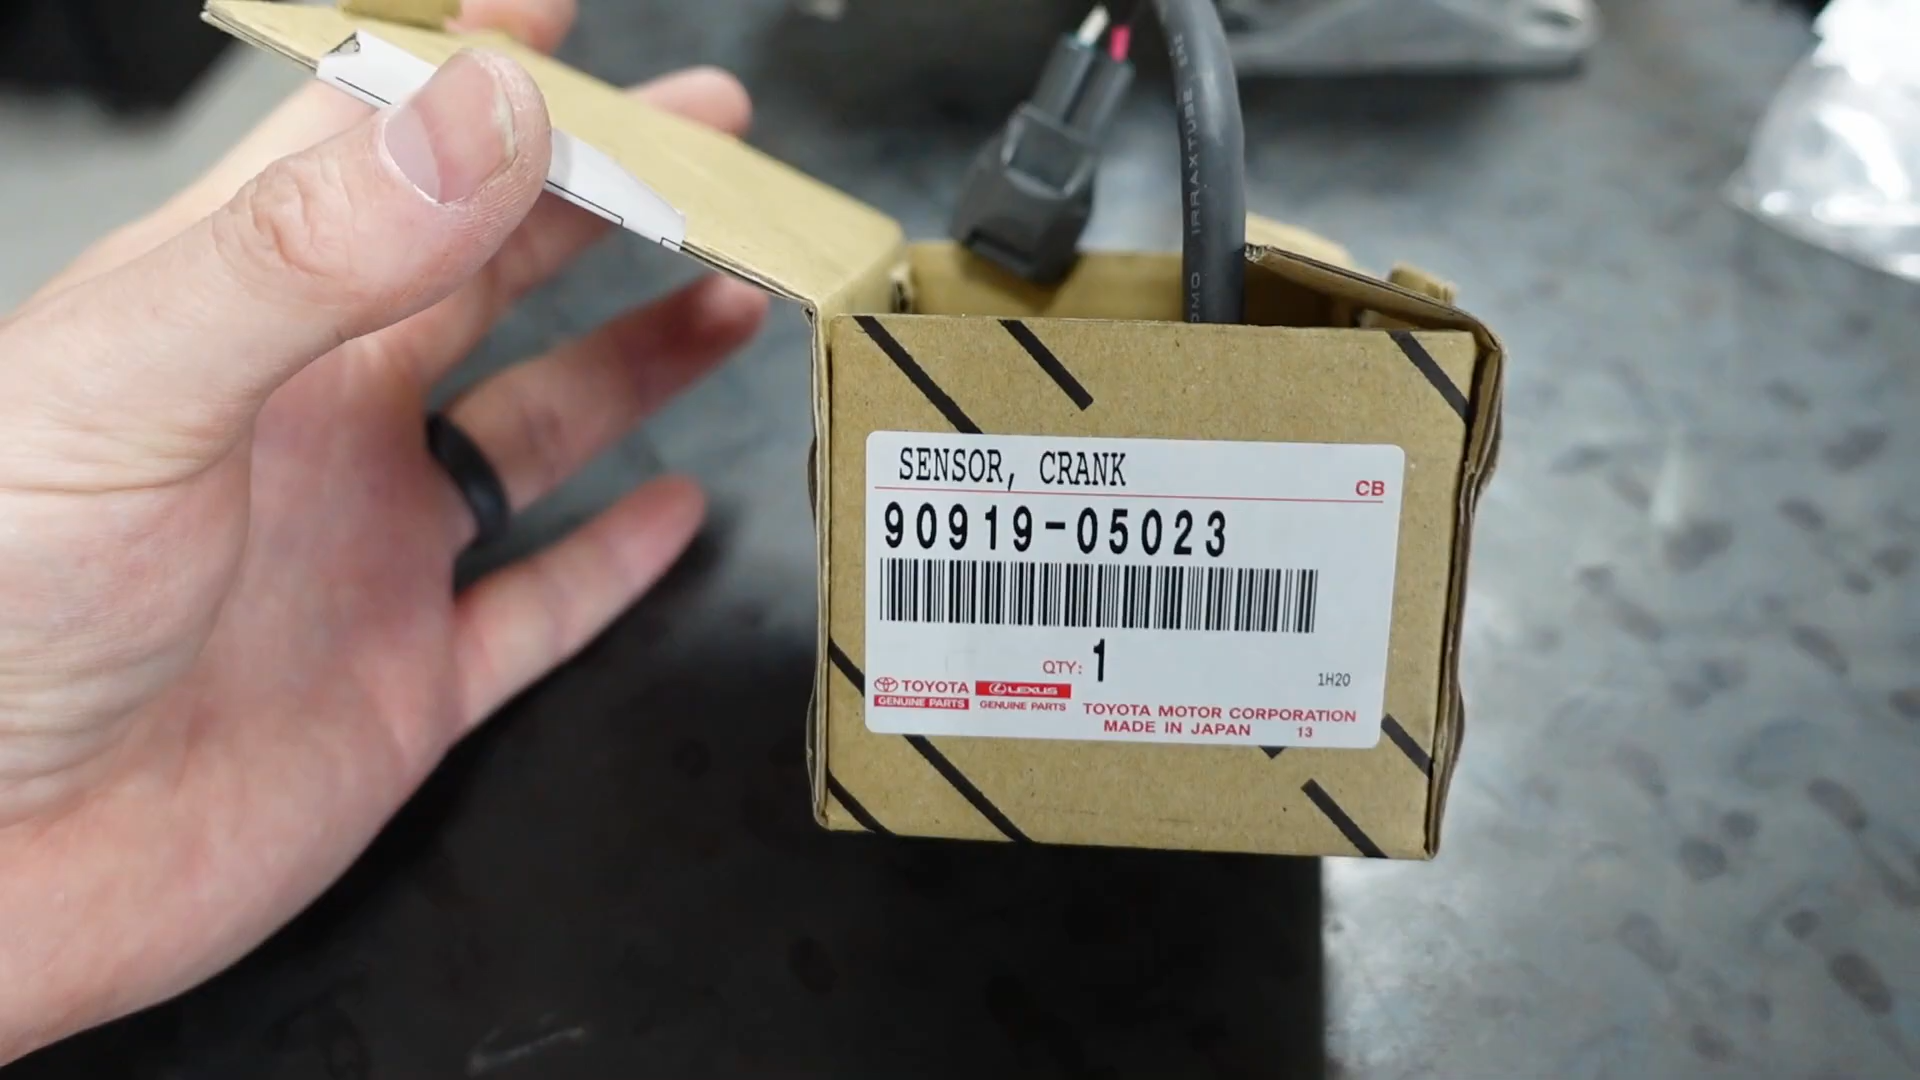 SENSOR, CRANK
CB
90919-05023
QTY: 1
1H20
TOYOTA
GENUINE PARTS
LEXUS
GENUINE PARTS
TOYOTA MOTOR CORPORATION
MADE IN JAPAN 13
IRRAXTUBE